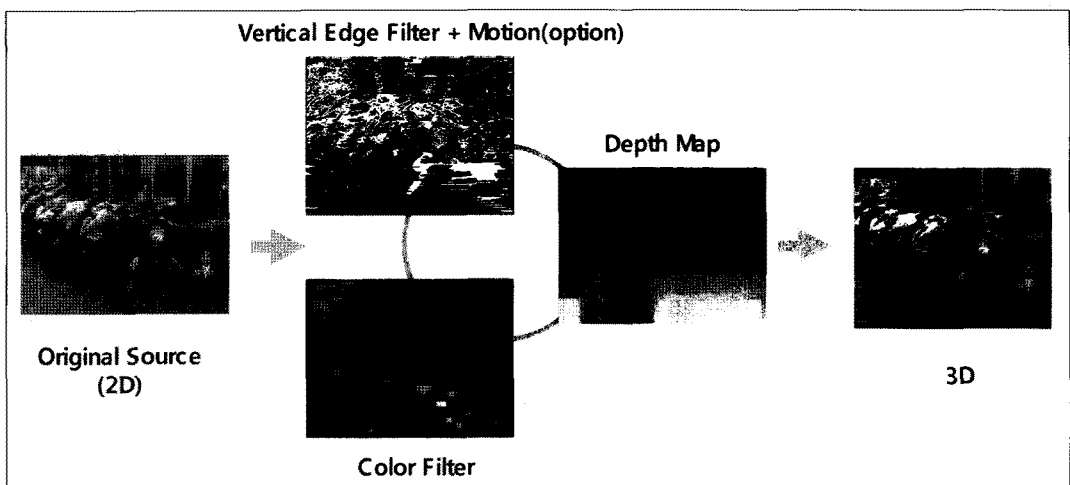 Vertical Edge Filter + Motion(option)
Depth Map
Original Source
(2D)
3D
Color Filter